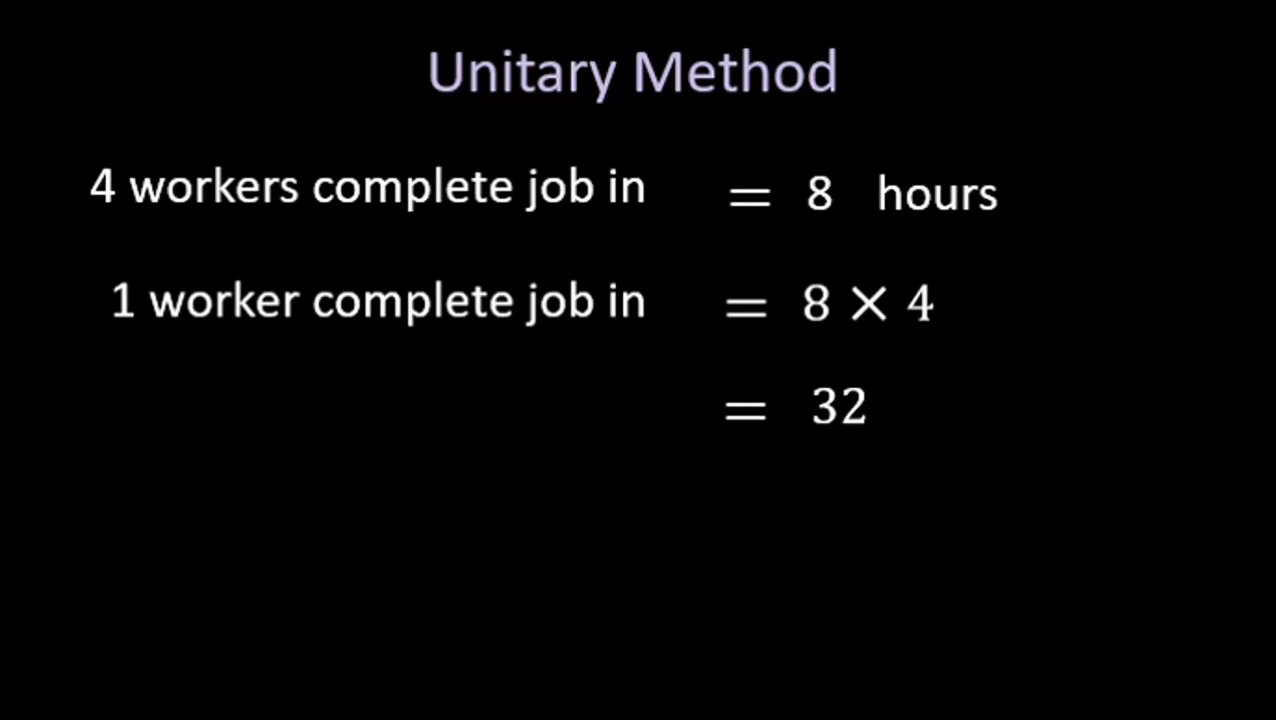 Unitary Method
4 workers complete job in = 8 hours
1 worker complete job in = 8 × 4
= 32